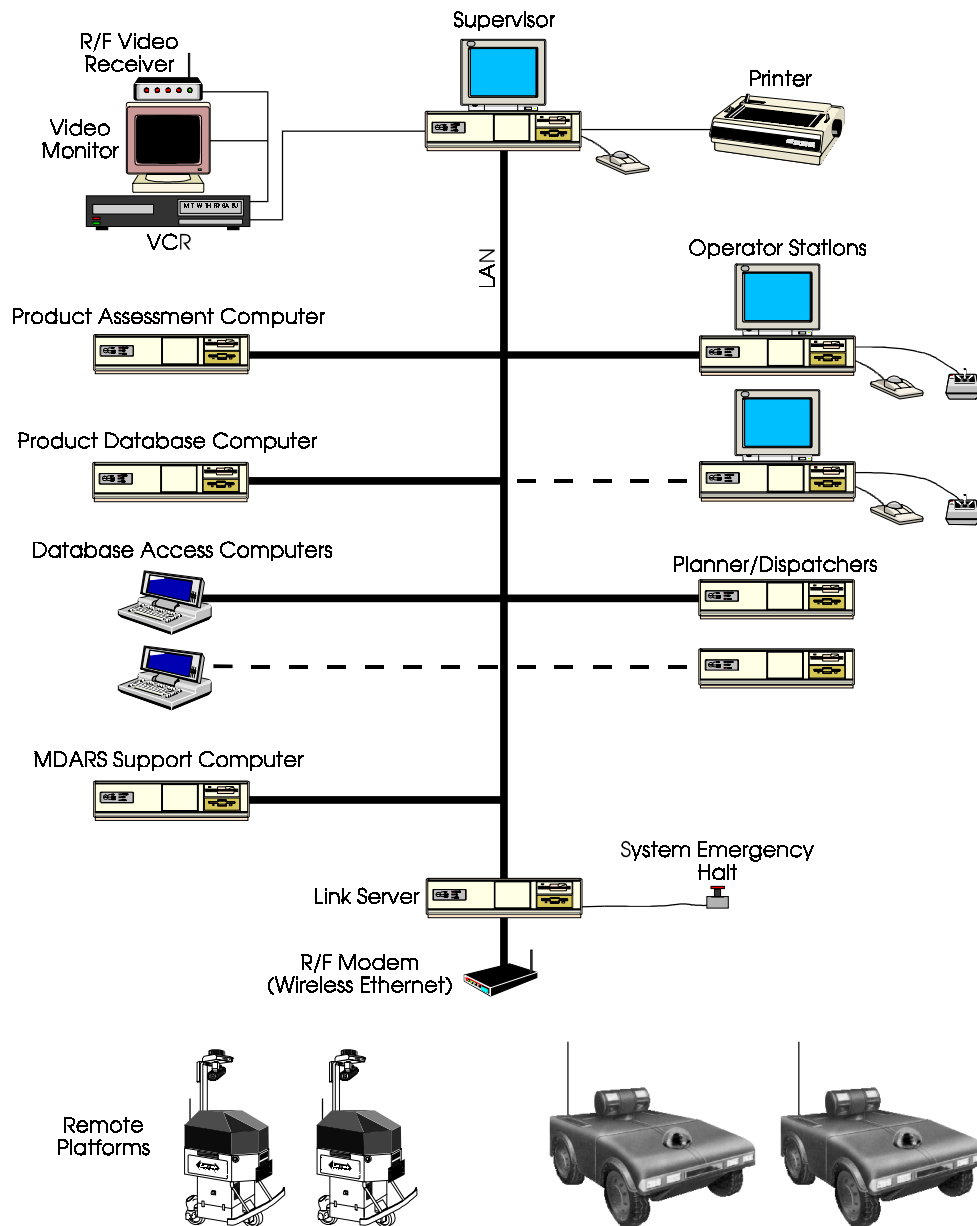 Supervisor
R/F Video
Receiver
Printer
Video
Monitor
VCR
LAN
Operator Stations
Product Assessment Computer
Product Database Computer
Database Access Computers
Planner/Dispatchers
MDARS Support Computer
System Emergency
Halt
Link Server
R/F Modem
(Wireless Ethernet)
Remote
Platforms